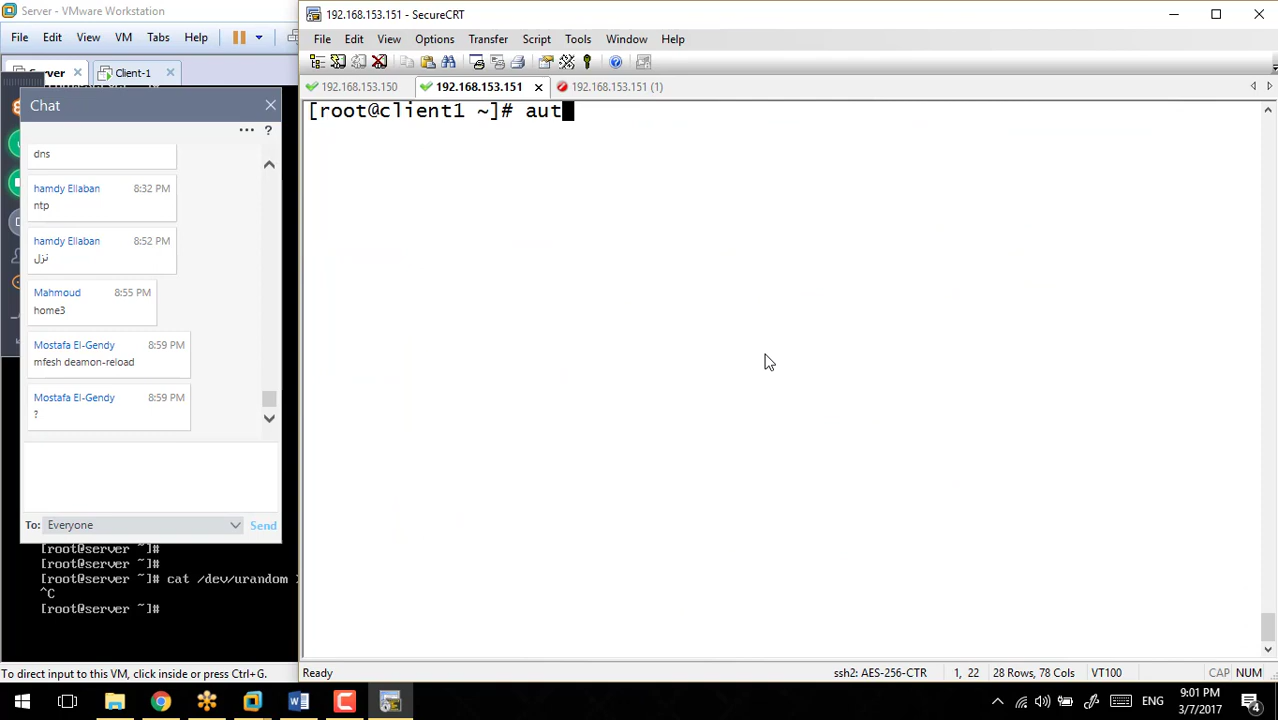 Server - VMware Workstation
File Edit View VM Tabs Help
Server
Client-1
Chat
dns
hamdy Ellaban 8:32 PM
ntp
hamdy Ellaban 8:52 PM
نزل
Mahmoud 8:55 PM
home3
Mostafa El-Gendy 8:59 PM
mfesh deamon-reload
Mostafa El-Gendy 8:59 PM
?
To: Everyone Send
[root@server ~]#
[root@server ~]#
[root@server ~]# cat /dev/urandom
^C
[root@server ~]#
To direct input to this VM, click inside or press Ctrl+G.
192.168.153.151 - SecureCRT
File Edit View Options Transfer Script Tools Window Help
192.168.153.150
192.168.153.151
192.168.153.151 (1)
[root@client1 ~]# aut
Ready
ssh2: AES-256-CTR 1, 22 28 Rows, 78 Cols VT100 CAP NUM
ENG
9:01 PM
3/7/2017
4